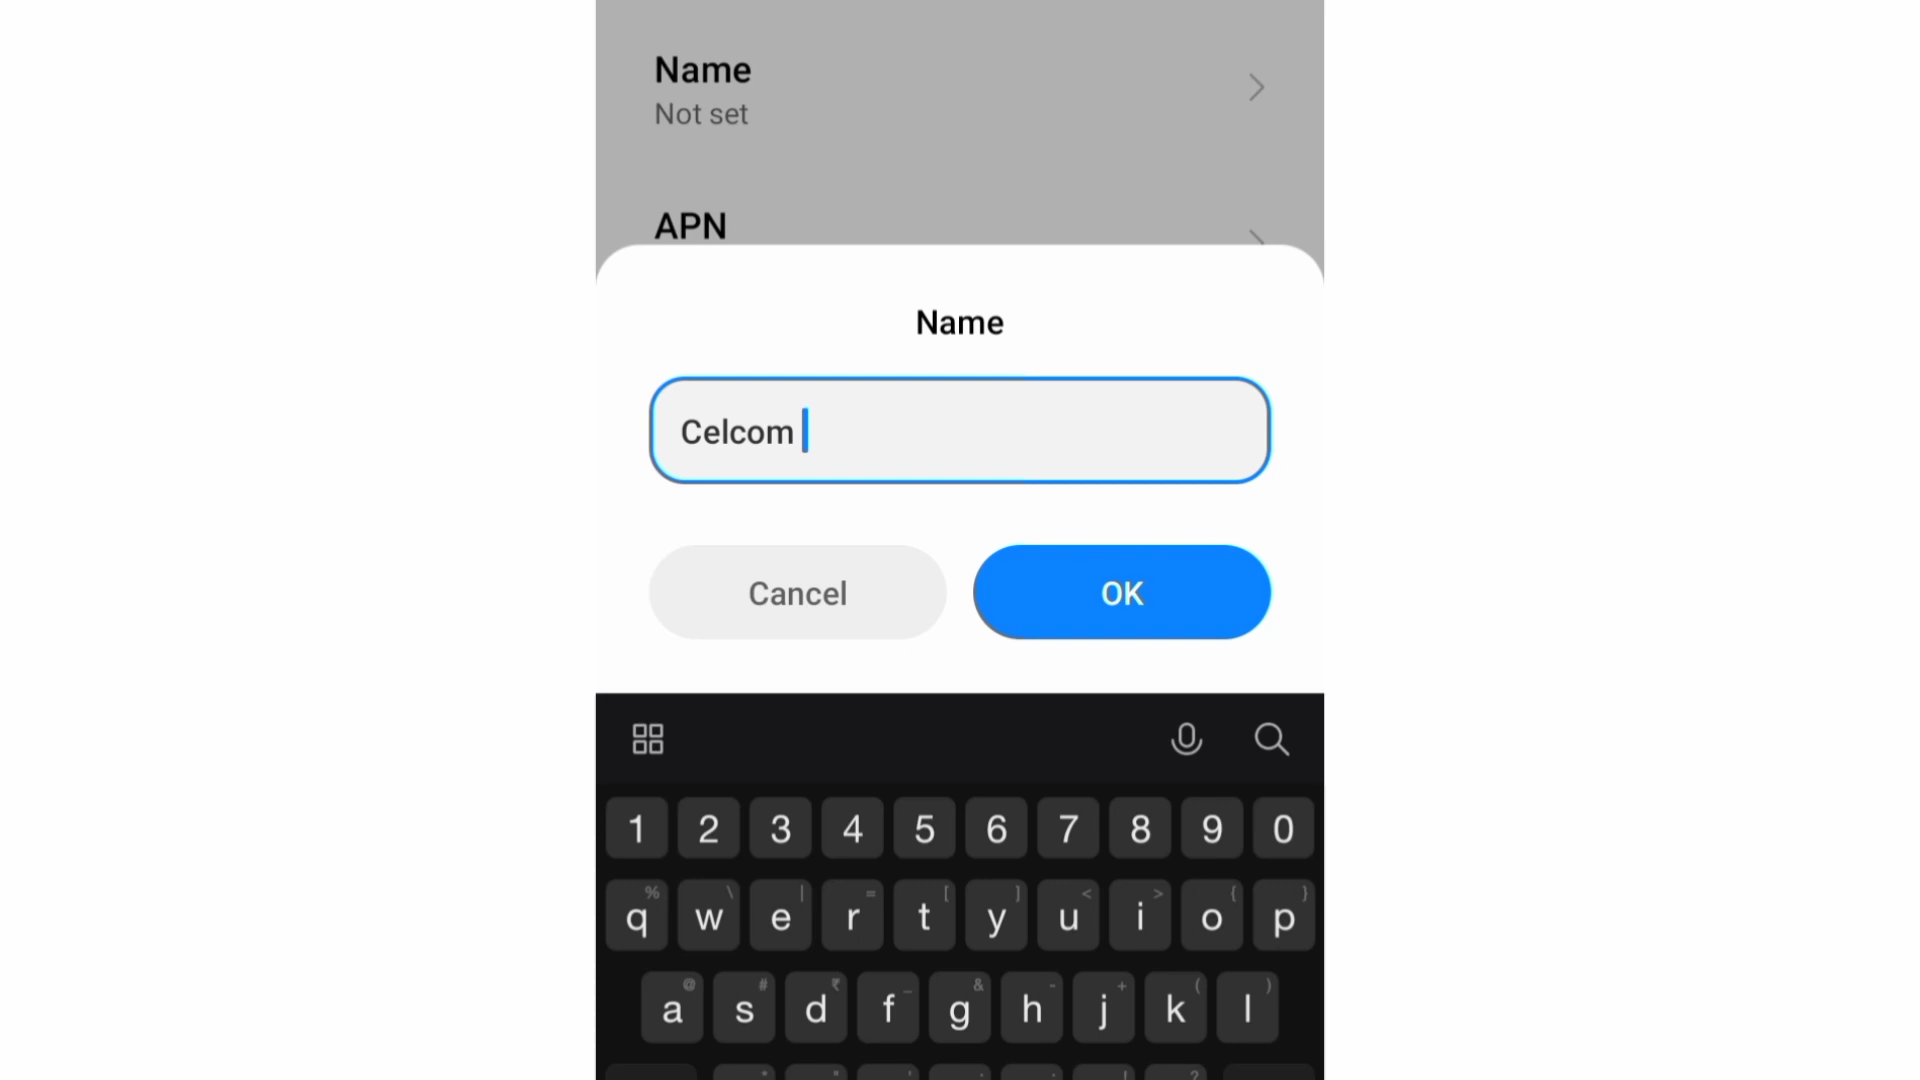 Name
Not set
APN
Name
Celcom
Cancel OK
1 2 3 4 5 6 7 8 9 0
% \ | = [ ] < > { }
q w e r t y u i o p
@ # ₹ _ & - + ( )
a s d f g h j k l